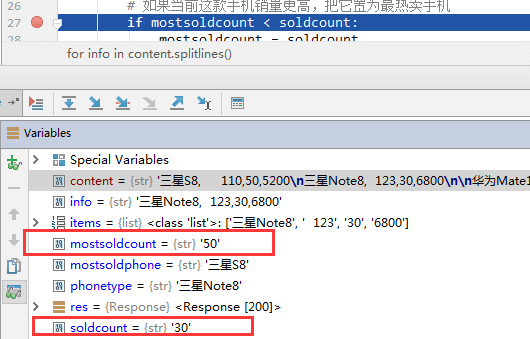 26 # 如果当前这款手机销量更高，把它置为最热卖手机
27 if mostsoldcount < soldcount:
28 mostsoldcount = soldcount
for info in content.splitlines()
Variables
Special Variables
content = {str} '三星S8, 110,50,5200\n三星Note8, 123,30,6800\n\n华为Mate1
info = {str} '三星Note8, 123,30,6800'
items = {list} <class 'list'>: ['三星Note8', ' 123', '30', '6800']
mostsoldcount = {str} '50'
mostsoldphone = {str} '三星S8'
phonetype = {str} '三星Note8'
res = {Response} <Response [200]>
soldcount = {str} '30'